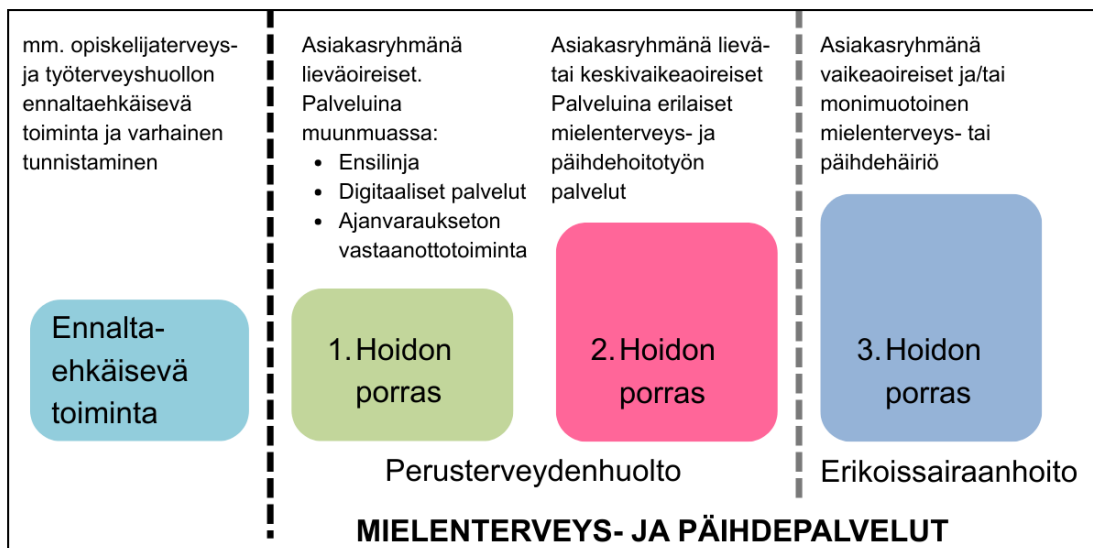 mm. opiskelijaterveys-
ja työterveyshuollon
ennaltaehkäisevä
toiminta ja varhainen
tunnistaminen
Asiakasryhmänä
lieväoireiset.
Palveluina
muunmuassa:
• Ensilinja
• Digitaaliset palvelut
• Ajanvaraukseton
vastaanottotoiminta
Asiakasryhmänä lievä-
tai keskivaikeaoireiset
Palveluina erilaiset
mielenterveys- ja
päihdehoitotyön
palvelut
Asiakasryhmänä
vaikeaoireiset ja/tai
monimuotoinen
mielenterveys- tai
päihdehäiriö
Ennalta-
ehkäisevä
toiminta
1. Hoidon
porras
2. Hoidon
porras
3. Hoidon
porras
Perusterveydenhuolto
Erikoissairaanhoito
MIELENTERVEYS- JA PÄIHDEPALVELUT